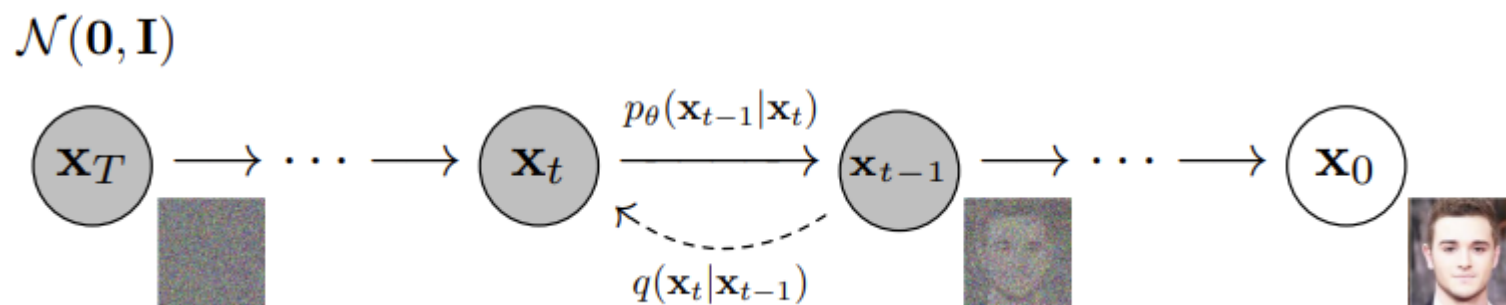 𝒩(𝟎, 𝐈)
p_θ(𝐱_{t−1}|𝐱_t)
𝐱_T ⟶ ··· ⟶ 𝐱_t ⟶ 𝐱_{t−1} ⟶ ··· ⟶ 𝐱_0
q(𝐱_t|𝐱_{t−1})